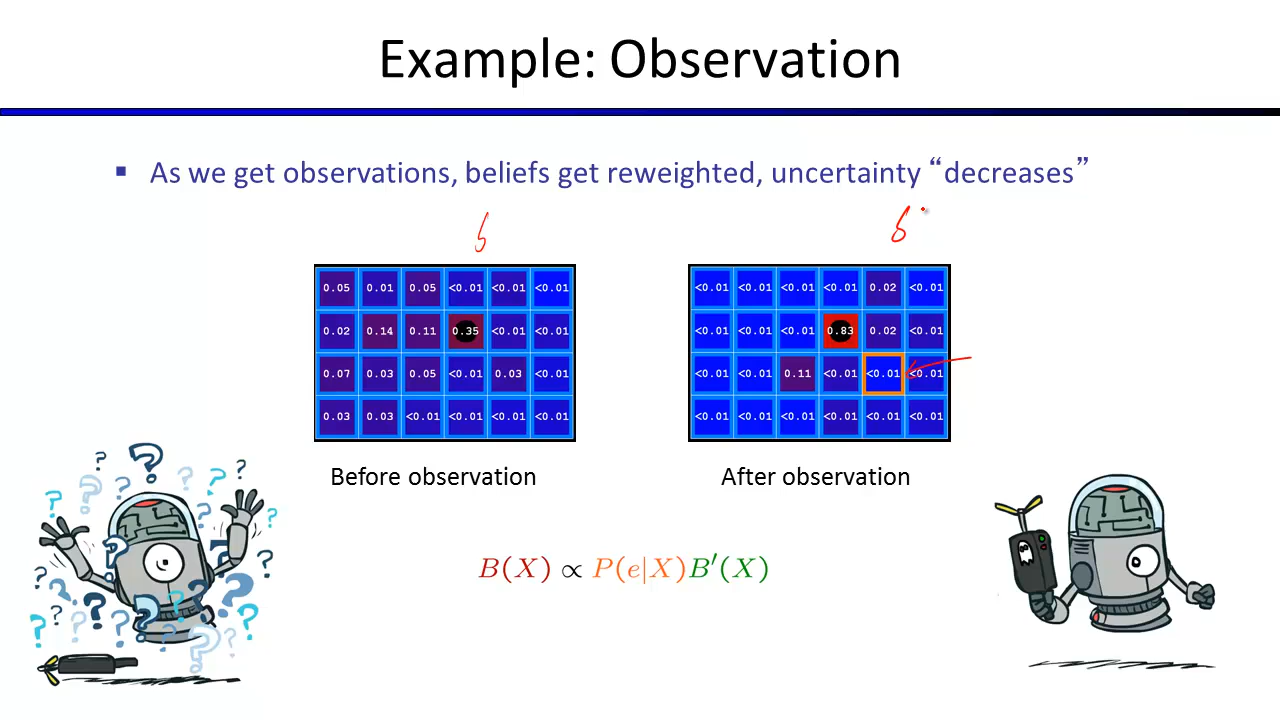 Example: Observation
▪ As we get observations, beliefs get reweighted, uncertainty “decreases”
0.05 0.01 0.05 <0.01 <0.01 <0.01
0.02 0.14 0.11 0.35 <0.01 <0.01
0.07 0.03 0.05 <0.01 0.03 <0.01
0.03 0.03 <0.01 <0.01 <0.01 <0.01
Before observation
<0.01 <0.01 <0.01 <0.01 0.02 <0.01
<0.01 <0.01 <0.01 0.83 0.02 <0.01
<0.01 <0.01 0.11 <0.01 <0.01 <0.01
<0.01 <0.01 <0.01 <0.01 <0.01 <0.01
After observation
B(X) ∝ P(e|X)B′(X)